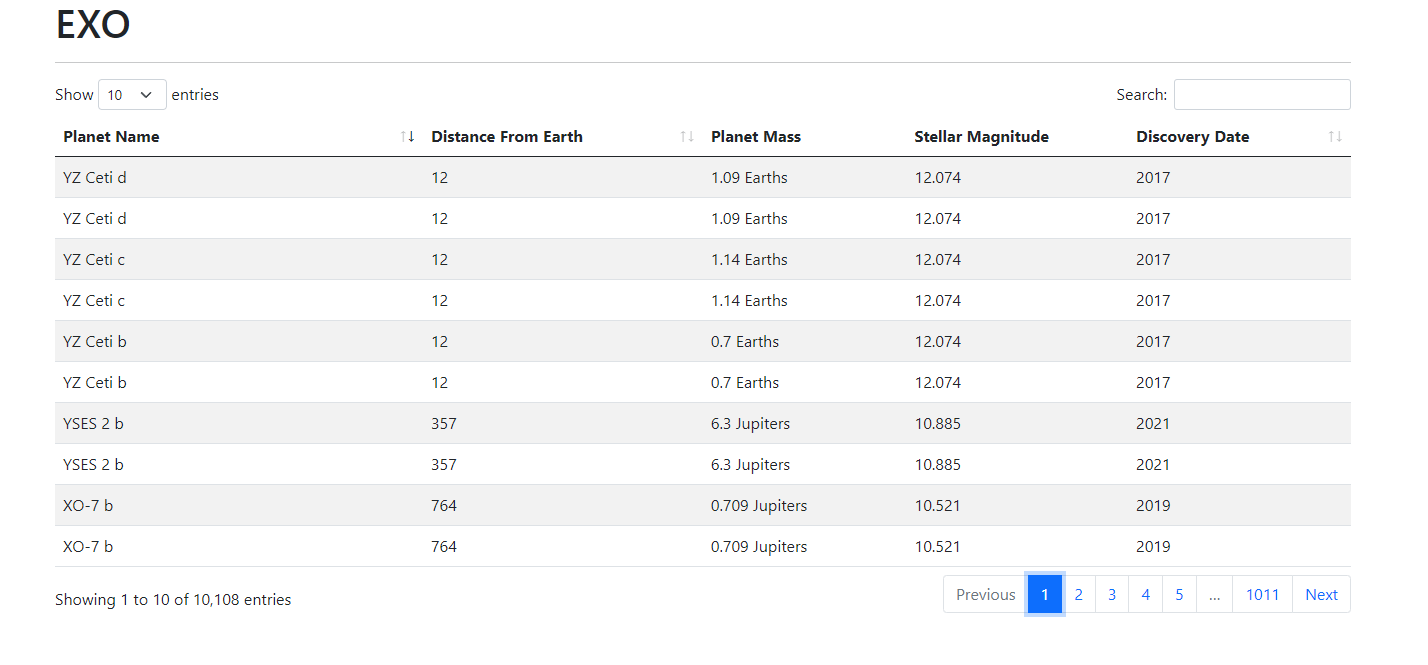 EXO
Show 10 entries Search:
Planet Name Distance From Earth Planet Mass Stellar Magnitude Discovery Date
YZ Ceti d 12 1.09 Earths 12.074 2017
YZ Ceti d 12 1.09 Earths 12.074 2017
YZ Ceti c 12 1.14 Earths 12.074 2017
YZ Ceti c 12 1.14 Earths 12.074 2017
YZ Ceti b 12 0.7 Earths 12.074 2017
YZ Ceti b 12 0.7 Earths 12.074 2017
YSES 2 b 357 6.3 Jupiters 10.885 2021
YSES 2 b 357 6.3 Jupiters 10.885 2021
XO-7 b 764 0.709 Jupiters 10.521 2019
XO-7 b 764 0.709 Jupiters 10.521 2019
Showing 1 to 10 of 10,108 entries Previous 1 2 3 4 5 ... 1011 Next